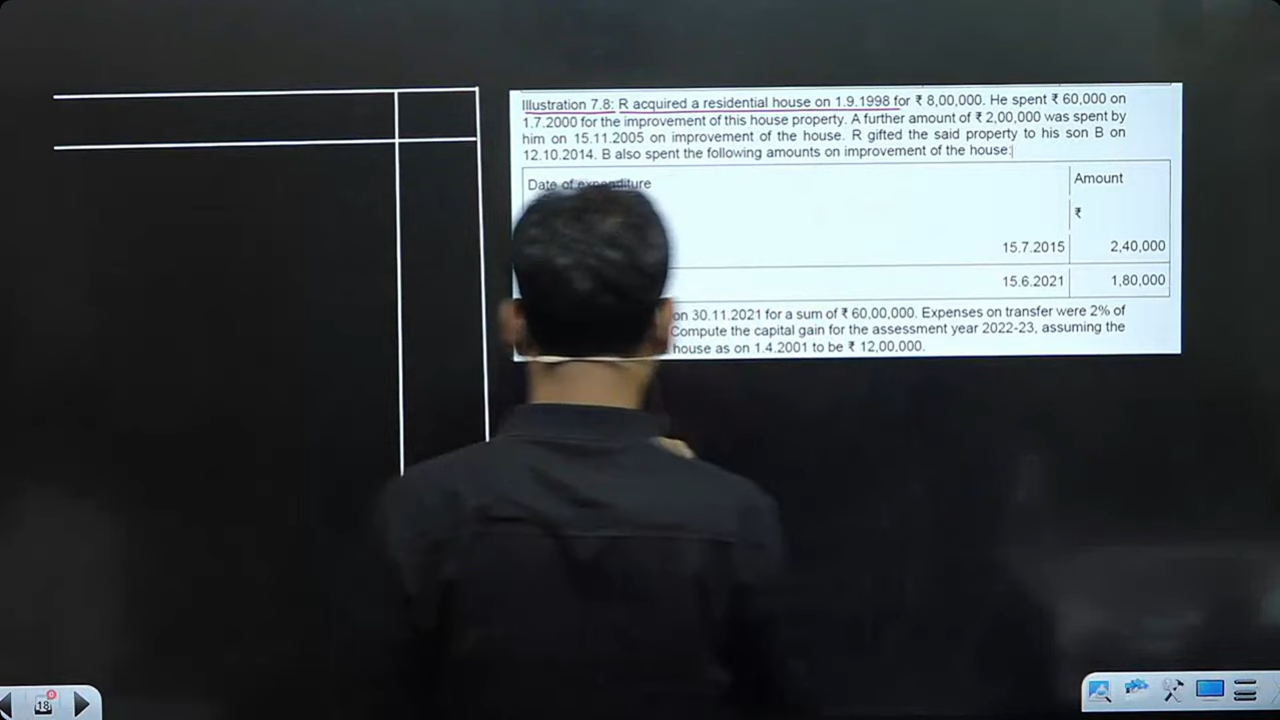 Illustration 7.8: R acquired a residential house on 1.9.1998 for ₹ 8,00,000. He spent ₹ 60,000 on
1.7.2000 for the improvement of this house property. A further amount of ₹ 2,00,000 was spent by
him on 15.11.2005 on improvement of the house. R gifted the said property to his son B on
12.10.2014. B also spent the following amounts on improvement of the house:
Date of expenditure Amount
₹
15.7.2015 2,40,000
15.6.2021 1,80,000
on 30.11.2021 for a sum of ₹ 60,00,000. Expenses on transfer were 2% of
Compute the capital gain for the assessment year 2022-23, assuming the
house as on 1.4.2001 to be ₹ 12,00,000.
18
0